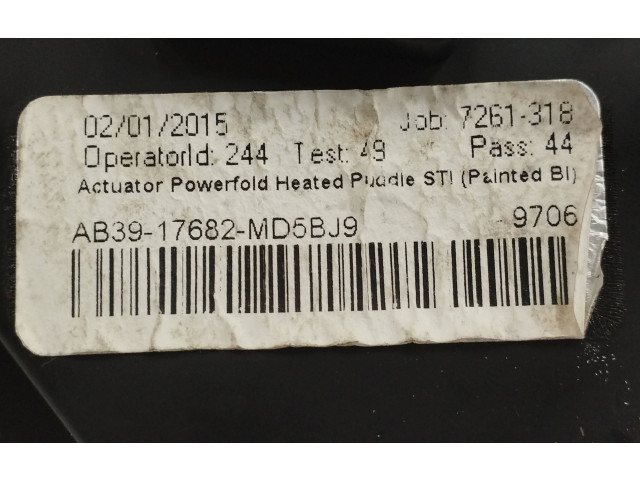 02/01/2015 Job: 7261-318
OperatorId: 244 Test: 49 Pass: 44
Actuator Powerfold Heated Puddle STI (Painted Bl)
AB39-17682-MD5BJ9 9706